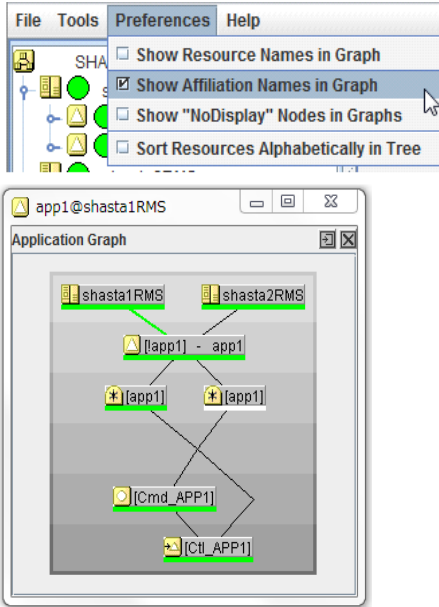 File Tools Preferences Help
SHA
Show Resource Names in Graph
Show Affiliation Names in Graph
Show "NoDisplay" Nodes in Graphs
Sort Resources Alphabetically in Tree
app1@shasta1RMS
Application Graph
shasta1RMS shasta2RMS
[!app1] - app1
[app1] [app1]
[Cmd_APP1]
[Ctl_APP1]